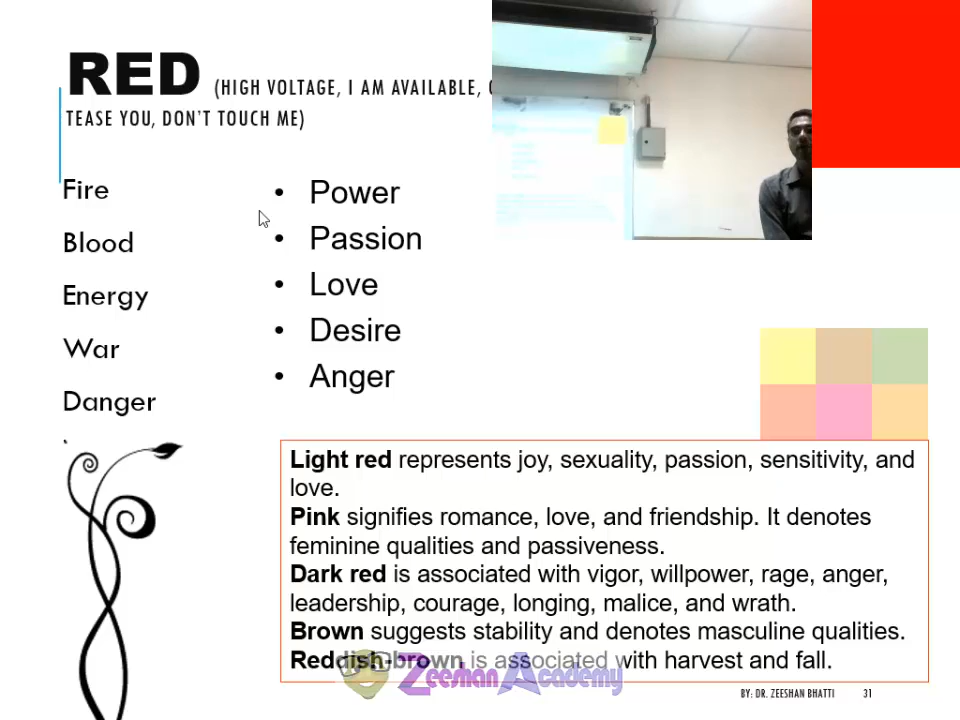 RED (HIGH VOLTAGE, I AM AVAILABLE,
TEASE YOU, DON'T TOUCH ME)
Fire
Blood
Energy
War
Danger
• Power
• Passion
• Love
• Desire
• Anger
Light red represents joy, sexuality, passion, sensitivity, and
love.
Pink signifies romance, love, and friendship. It denotes
feminine qualities and passiveness.
Dark red is associated with vigor, willpower, rage, anger,
leadership, courage, longing, malice, and wrath.
Brown suggests stability and denotes masculine qualities.
Reddish-brown is associated with harvest and fall.
Zeeshan Academy
BY: DR. ZEESHAN BHATTI 31